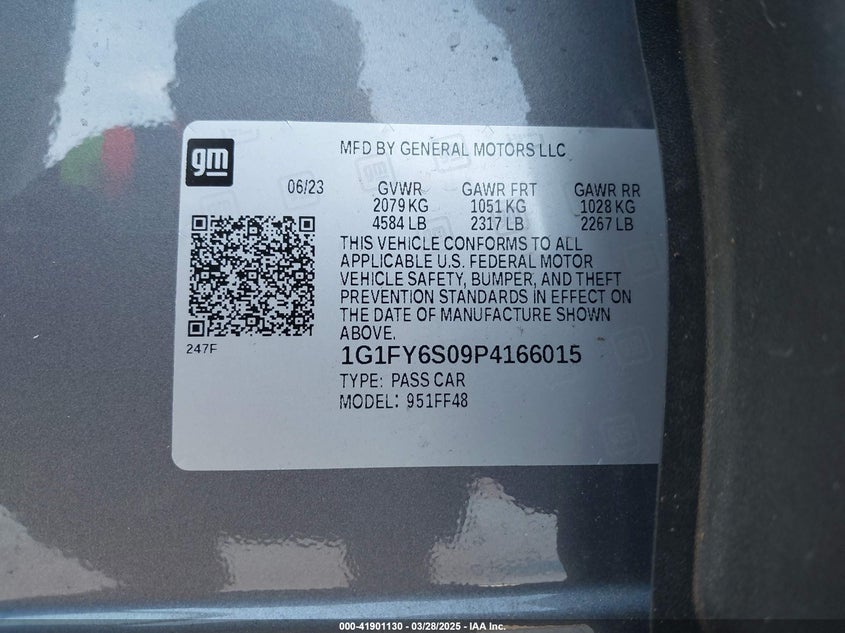 gm
MFD BY GENERAL MOTORS LLC
06/23 GVWR GAWR FRT GAWR RR
2079 KG 1051 KG 1028 KG
4584 LB 2317 LB 2267 LB
THIS VEHICLE CONFORMS TO ALL
APPLICABLE U.S. FEDERAL MOTOR
VEHICLE SAFETY, BUMPER, AND THEFT
PREVENTION STANDARDS IN EFFECT ON
THE DATE OF MANUFACTURE SHOWN
ABOVE.
247F
1G1FY6S09P4166015
TYPE: PASS CAR
MODEL: 951FF48
000-41901130 - 03/28/2025 - IAA Inc.